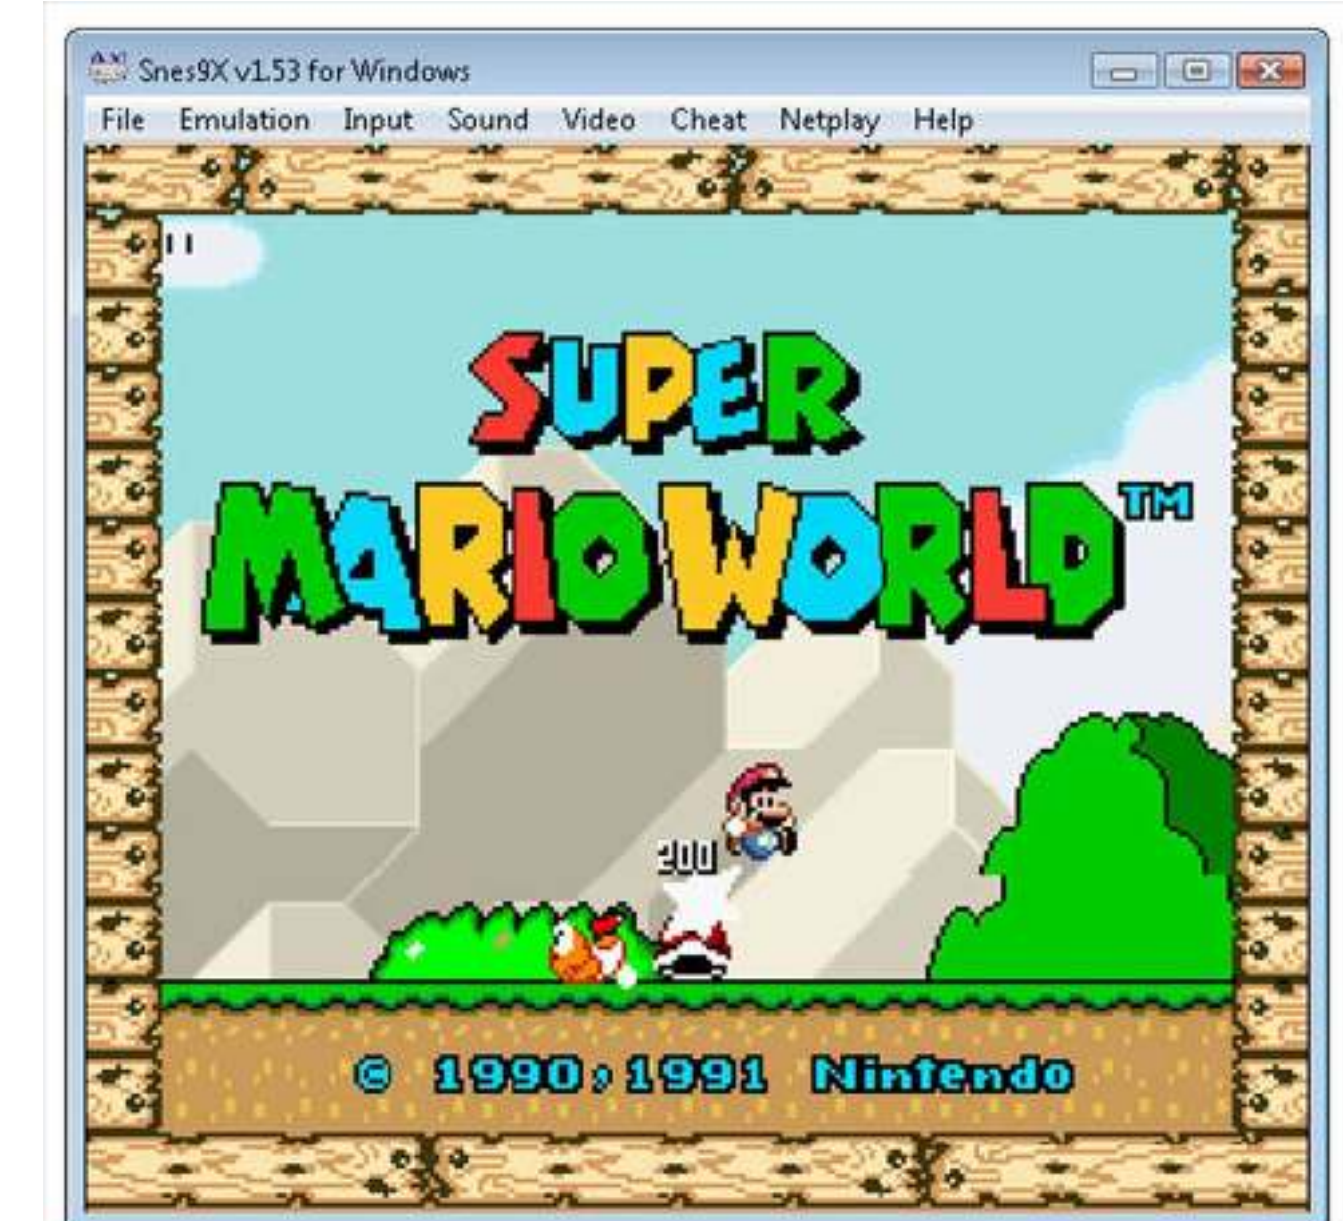 Snes9X v1.53 for Windows
File Emulation Input Sound Video Cheat Netplay Help
SUPER
MARIO WORLD™
200
© 1990,1991 Nintendo